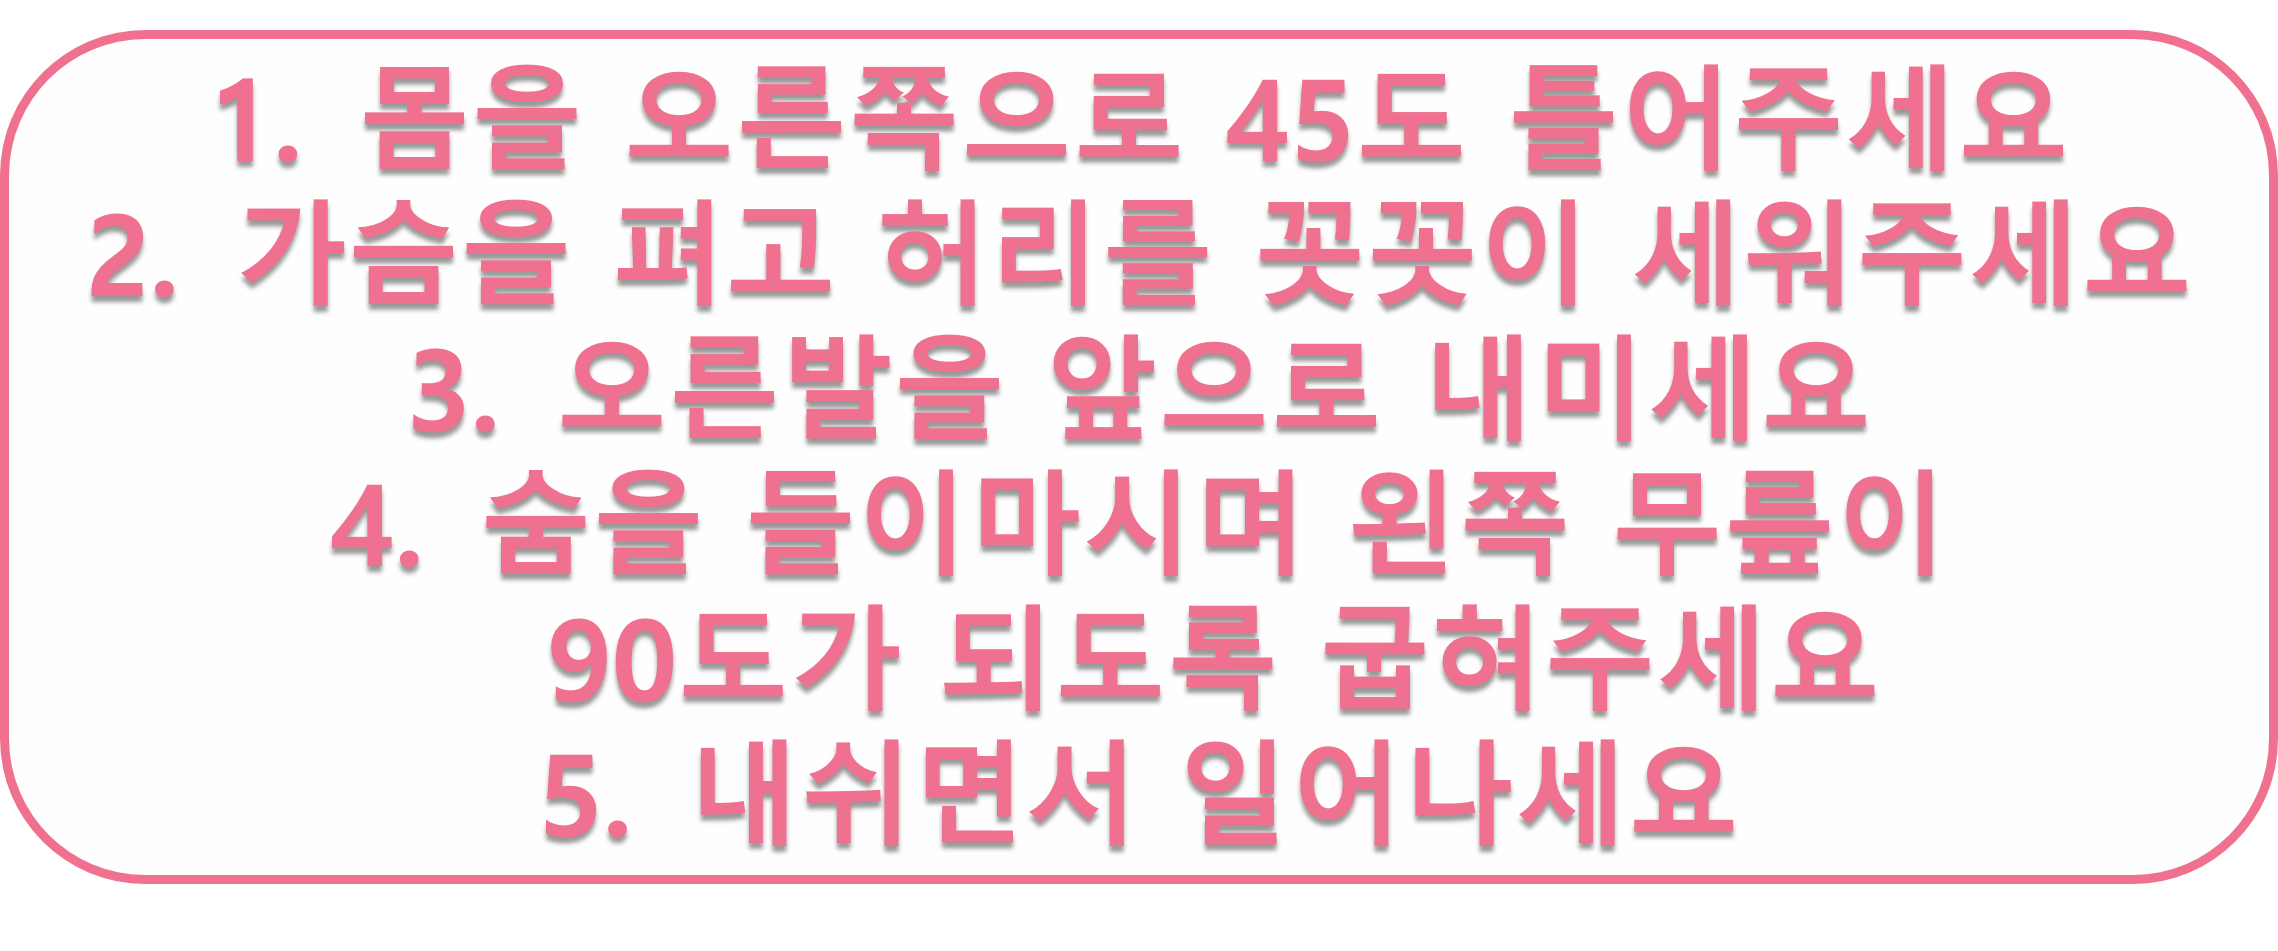 1. 몸을 오른쪽으로 45도 틀어주세요
2. 가슴을 펴고 허리를 꼿꼿이 세워주세요
3. 오른발을 앞으로 내미세요
4. 숨을 들이마시며 왼쪽 무릎이
90도가 되도록 굽혀주세요
5. 내쉬면서 일어나세요